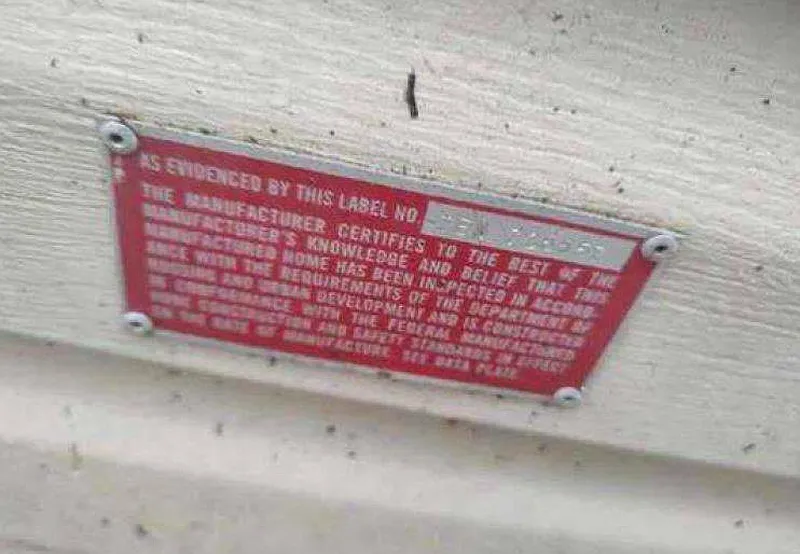 AS EVIDENCED BY THIS LABEL NO.
THE MANUFACTURER CERTIFIES TO THE BEST OF THE
MANUFACTURER'S KNOWLEDGE AND BELIEF THAT THIS
MANUFACTURED HOME HAS BEEN INSPECTED IN ACCORD-
ANCE WITH THE REQUIREMENTS OF THE DEPARTMENT OF
HOUSING AND URBAN DEVELOPMENT AND IS CONSTRUCTED
IN CONFORMANCE WITH THE FEDERAL MANUFACTURED
HOME CONSTRUCTION AND SAFETY STANDARDS IN EFFECT
ON THE DATE OF MANUFACTURE. SEE DATA PLATE.